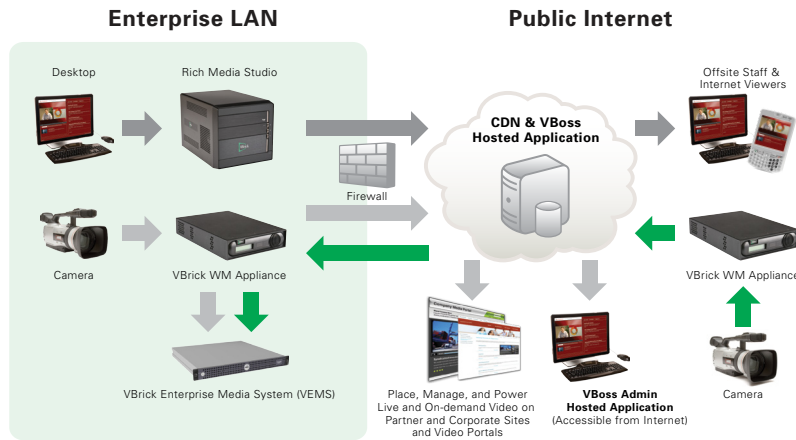 Enterprise LAN
Public Internet
Desktop
Rich Media Studio
Offsite Staff &
Internet Viewers
CDN & VBoss
Hosted Application
Firewall
Camera
VBrick WM Appliance
VBrick WM Appliance
VBrick Enterprise Media System (VEMS)
Place, Manage, and Power
Live and On-demand Video on
Partner and Corporate Sites
and Video Portals
VBoss Admin
Hosted Application
(Accessible from Internet)
Camera